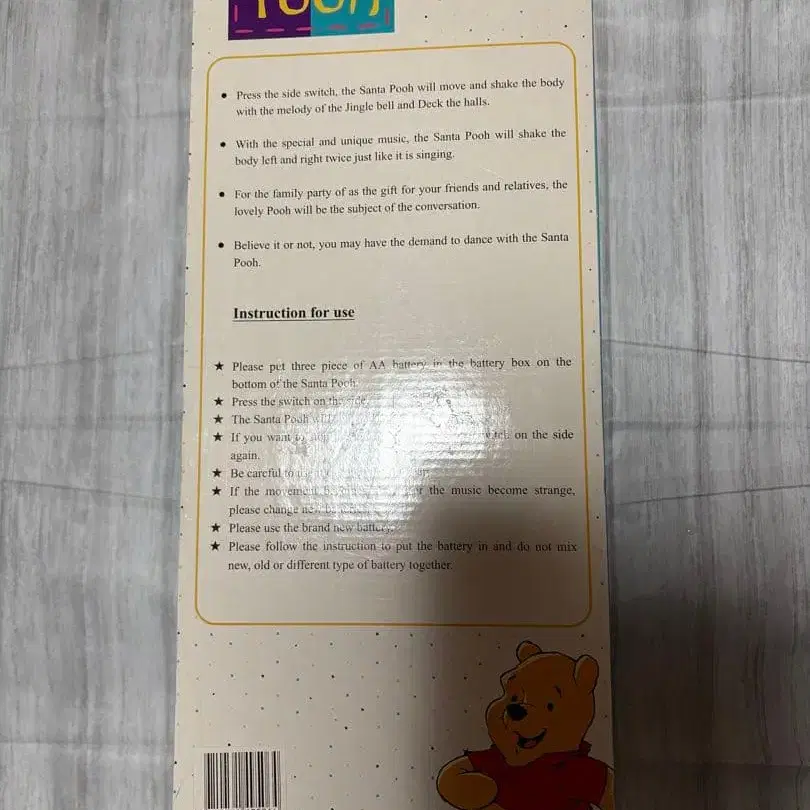 Pooh
• Press the side switch, the Santa Pooh will move and shake the body
with the melody of the Jingle bell and Deck the halls.
• With the special and unique music, the Santa Pooh will shake the
body left and right twice just like it is singing.
• For the family party of as the gift for your friends and relatives, the
lovely Pooh will be the subject of the conversation.
• Believe it or not, you may have the demand to dance with the Santa
Pooh.
Instruction for use
★ Please put three piece of AA battery in the battery box on the
bottom of the Santa Pooh.
★ Press the switch on the side.
★ The Santa Pooh will
★ If you want to stop switch on the side
again.
★ Be careful to
★ If the movement the music become strange,
please change
★ Please use the brand new battery.
★ Please follow the instruction to put the battery in and do not mix
new, old or different type of battery together.